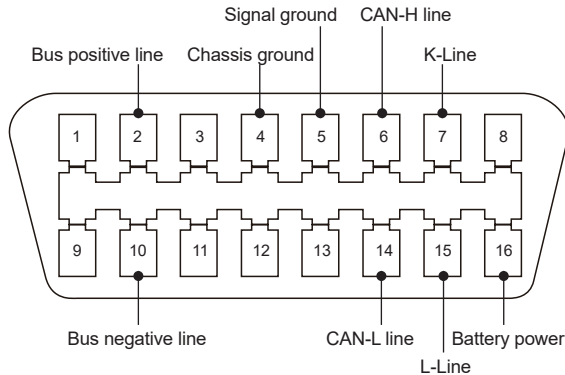 Signal ground CAN-H line
Bus positive line Chassis ground K-Line
1 2 3 4 5 6 7 8
9 10 11 12 13 14 15 16
Bus negative line CAN-L line Battery power
L-Line